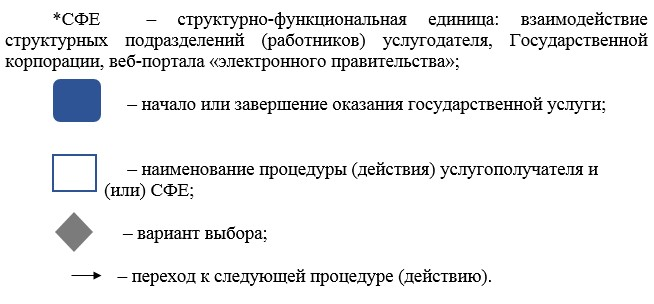 *СФЕ – структурно-функциональная единица: взаимодействие
структурных подразделений (работников) услугодателя, Государственной
корпорации, веб-портала «электронного правительства»;
– начало или завершение оказания государственной услуги;
– наименование процедуры (действия) услугополучателя и
(или) СФЕ;
– вариант выбора;
– переход к следующей процедуре (действию).